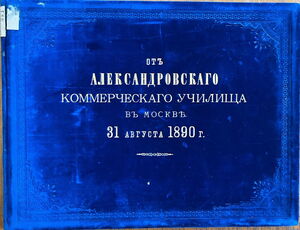 ОТЪ
АЛЕКСАНДРОВСКАГО
КОММЕРЧЕСКАГО УЧИЛИЩА
ВЪ МОСКВѢ.
31 АВГУСТА 1890 Г.